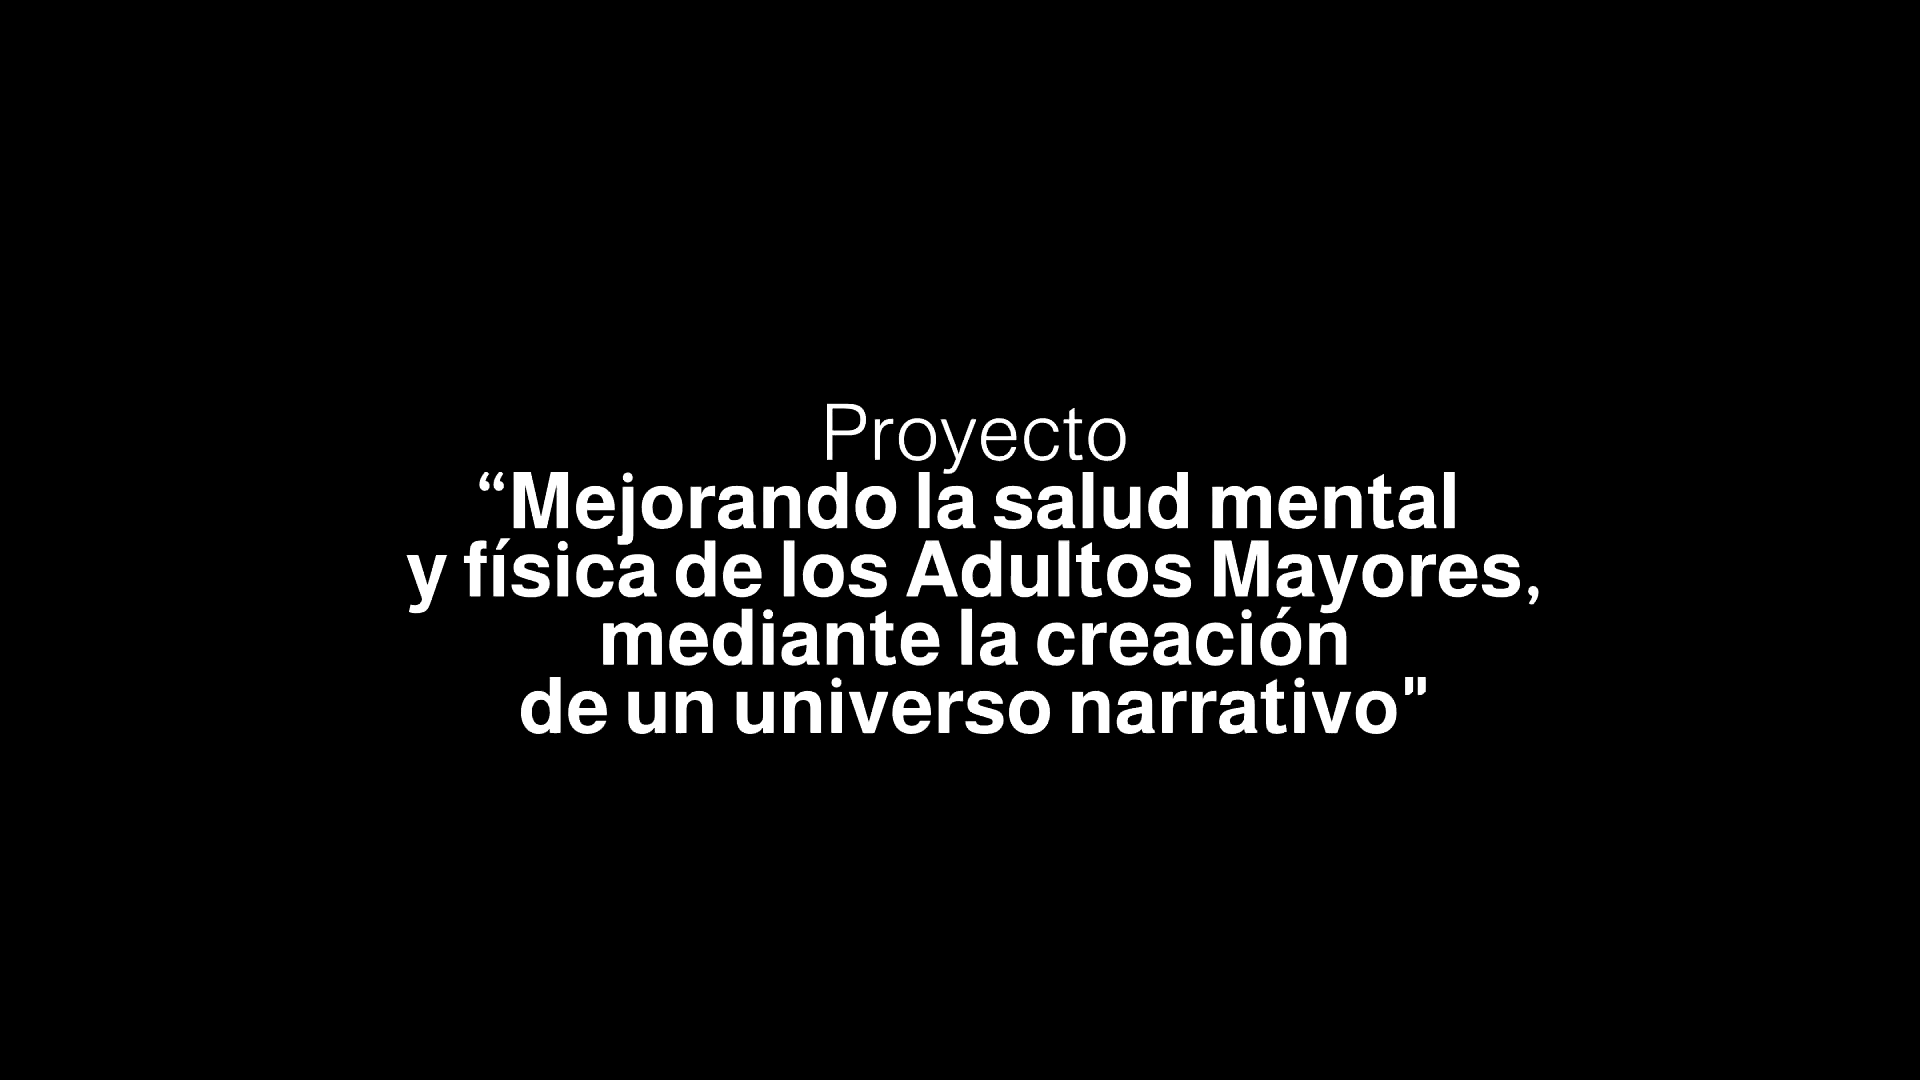 Proyecto
“Mejorando la salud mental
y física de los Adultos Mayores,
mediante la creación
de un universo narrativo"